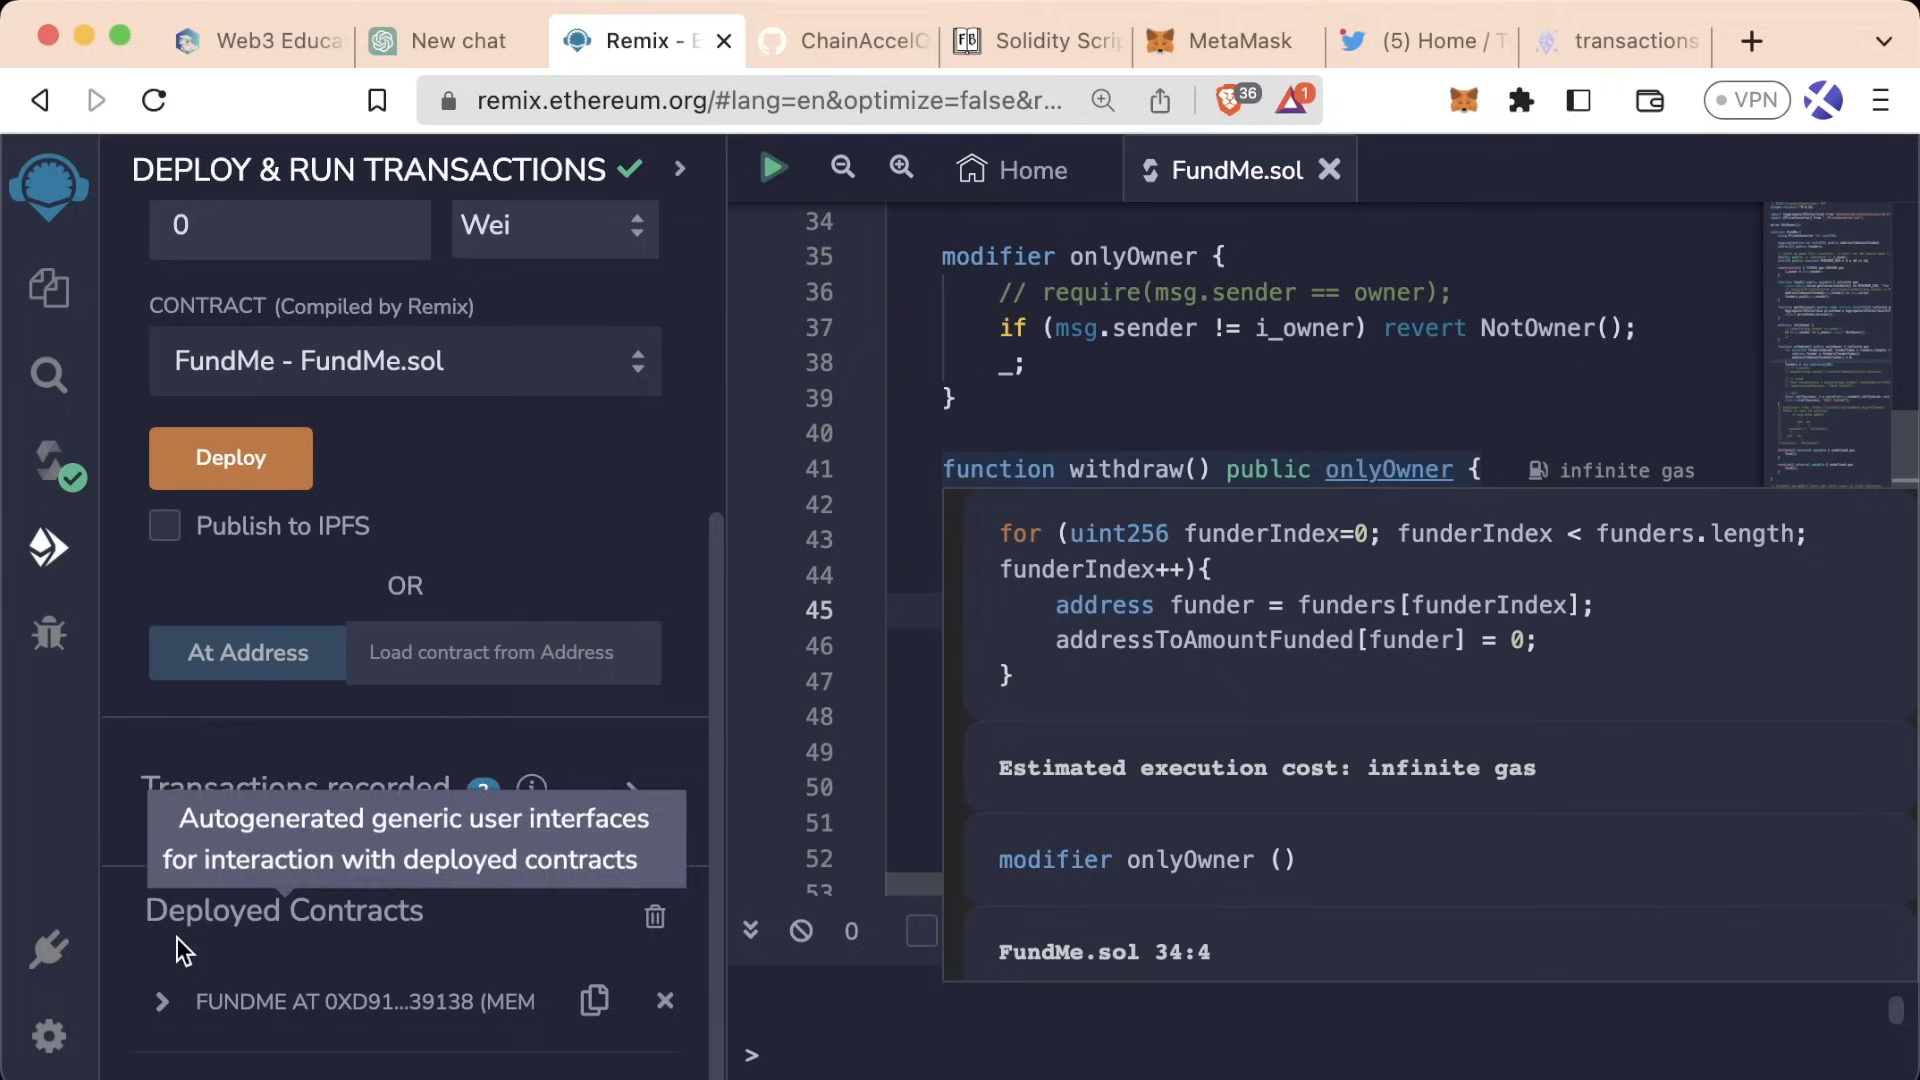 Web3 Educa
New chat
Remix - E
ChainAccelO
Solidity Scrip
MetaMask
(5) Home / T
transactions
remix.ethereum.org/#lang=en&optimize=false&r...
36
1
VPN
DEPLOY & RUN TRANSACTIONS
0
Wei
CONTRACT (Compiled by Remix)
FundMe - FundMe.sol
Deploy
Publish to IPFS
OR
At Address
Load contract from Address
Transactions recorded
Autogenerated generic user interfaces
for interaction with deployed contracts
Deployed Contracts
FUNDME AT 0XD91...39138 (MEM
Home
FundMe.sol
34
35 modifier onlyOwner {
36 // require(msg.sender == owner);
37 if (msg.sender != i_owner) revert NotOwner();
38 _;
39 }
40
41 function withdraw() public onlyOwner { infinite gas
42
43
44
45
46
47
48
49
50
51
52
53
for (uint256 funderIndex=0; funderIndex < funders.length;
funderIndex++){
address funder = funders[funderIndex];
addressToAmountFunded[funder] = 0;
}
Estimated execution cost: infinite gas
modifier onlyOwner ()
FundMe.sol 34:4
0
>